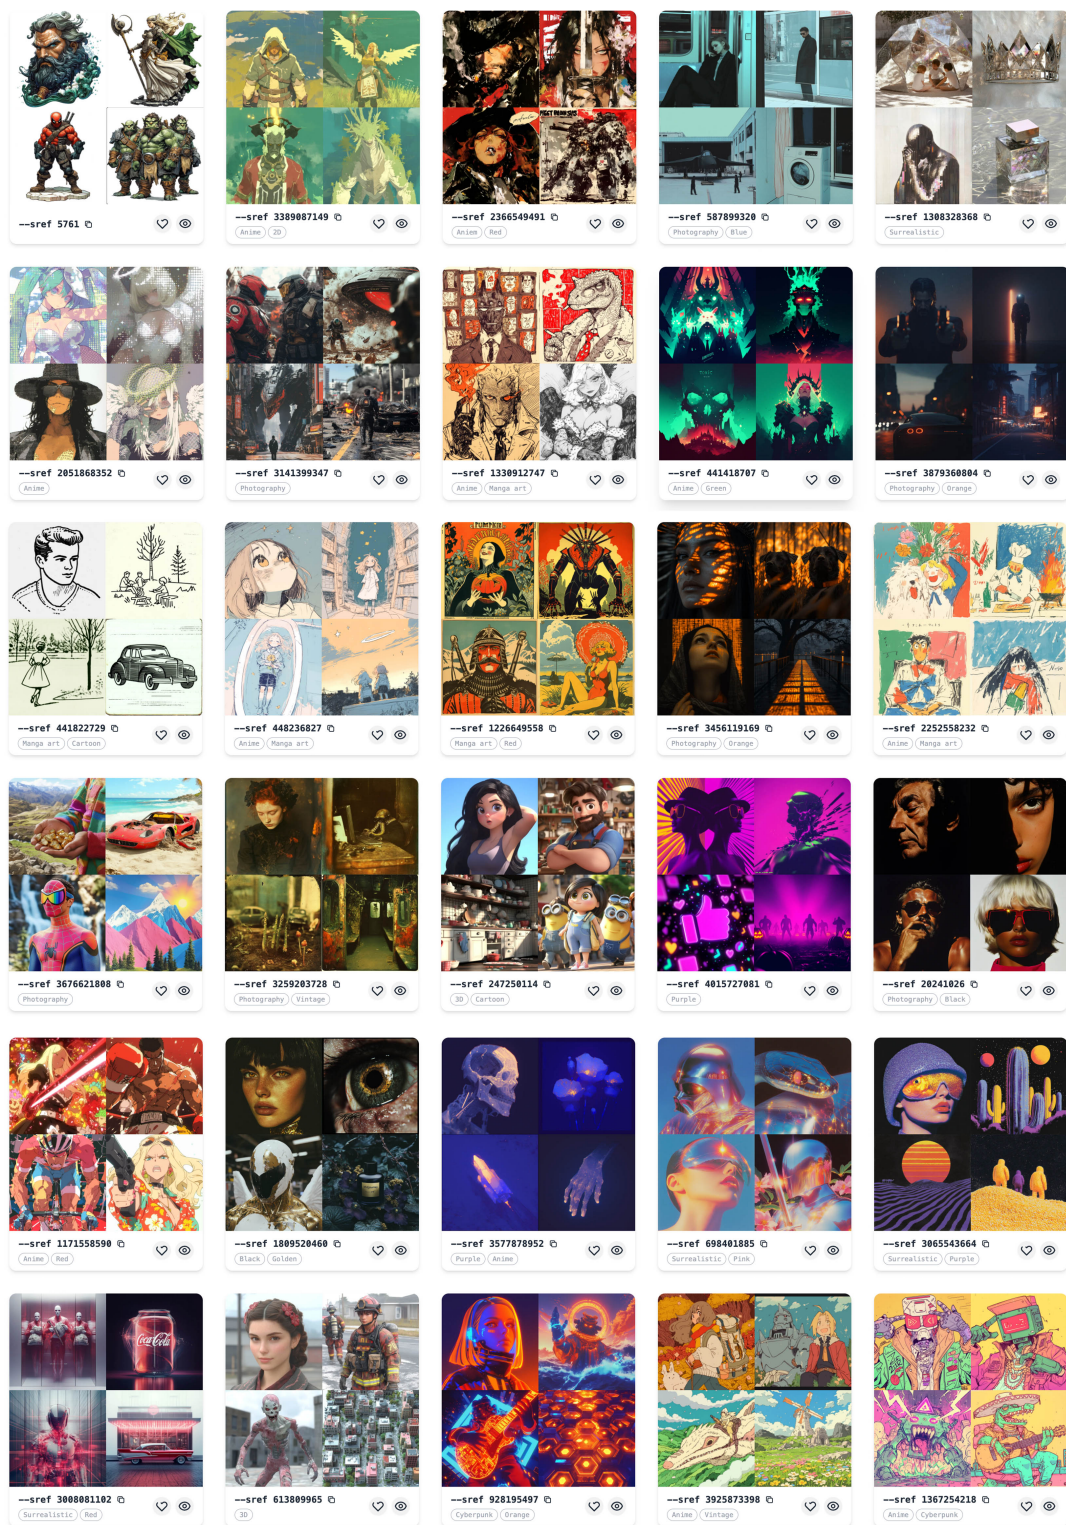 --sref 5761
--sref 3389087149
Anime 2D
--sref 2366549491
Aniem Red
--sref 587899320
Photography Blue
--sref 1308328368
Surrealistic
--sref 2051868352
Anime
--sref 3141399347
Photography
--sref 1330912747
Anime Manga art
--sref 441418707
Anime Green
--sref 3879360804
Photography Orange
PUMPKIN
--sref 441822729
Manga art Cartoon
--sref 448236827
Anime Manga art
--sref 1226649558
Manga art Red
--sref 3456119169
Photography Orange
--sref 2252558232
Anime Manga art
--sref 3676621808
Photography
--sref 3259203728
Photography Vintage
--sref 247250114
3D Cartoon
--sref 4015727081
Purple
--sref 20241026
Photography Black
--sref 1171558590
Anime Red
--sref 1809520460
Black Golden
--sref 3577878952
Purple Anime
--sref 698401885
Surrealistic Pink
--sref 3065543664
Surrealistic Purple
Coca-Cola
--sref 3008081102
Surrealistic Red
--sref 613809965
3D
--sref 928195497
Cyberpunk Orange
--sref 3925873398
Anime Vintage
--sref 1367254218
Anime Cyberpunk